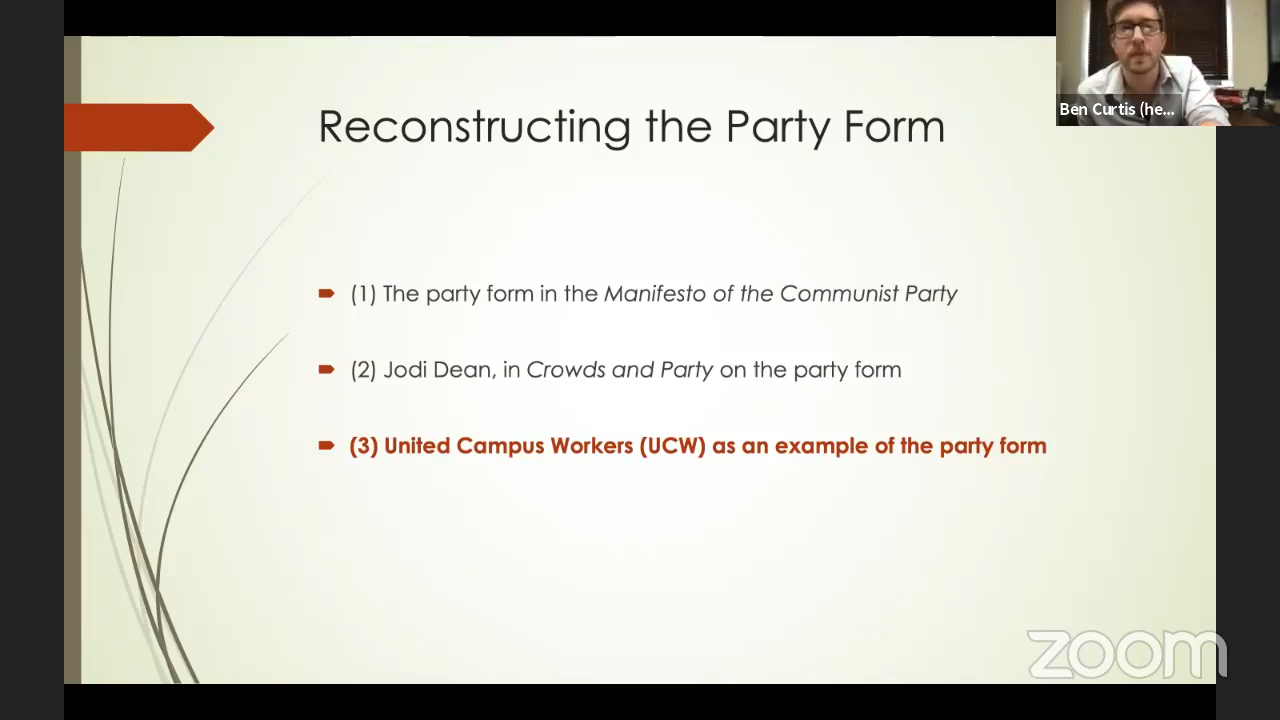 Reconstructing the Party Form
Ben Curtis (he...
(1) The party form in the Manifesto of the Communist Party
(2) Jodi Dean, in Crowds and Party on the party form
(3) United Campus Workers (UCW) as an example of the party form
zoom